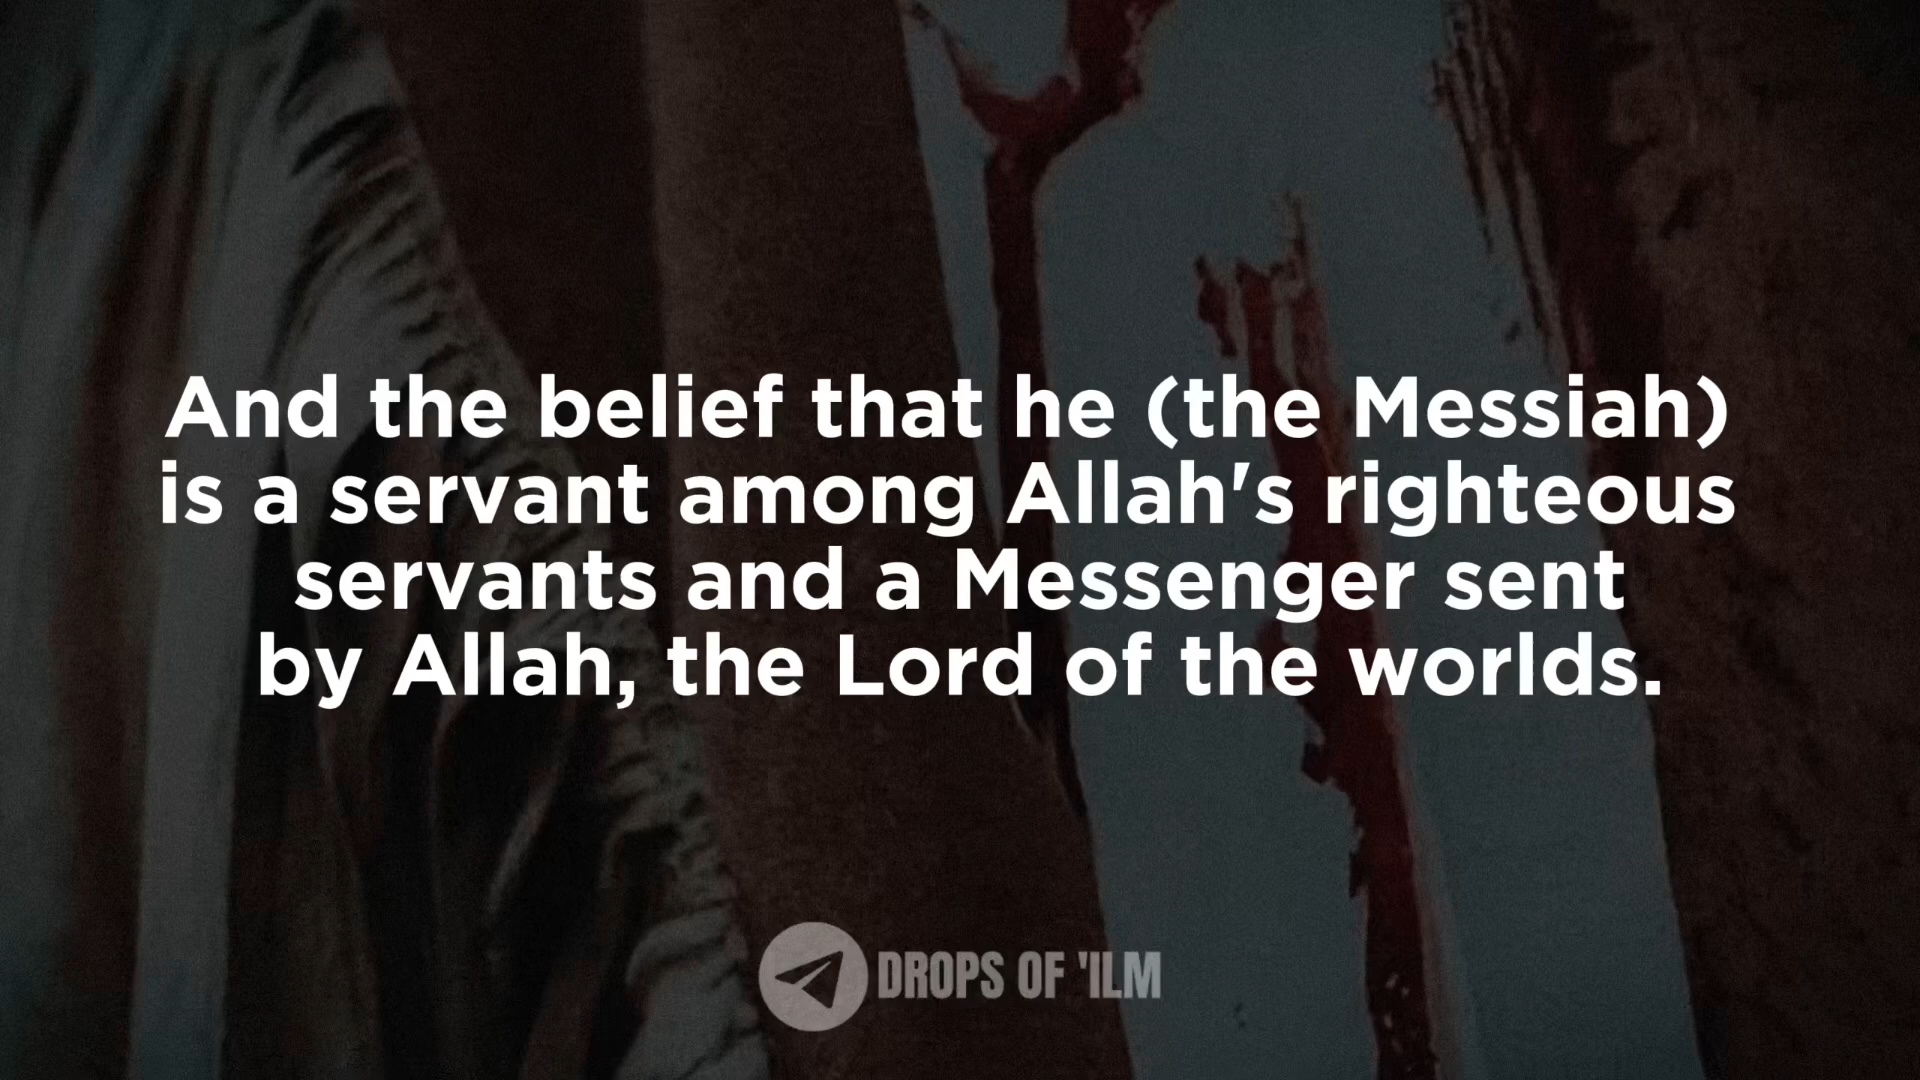 And the belief that he (the Messiah)
is a servant among Allah's righteous
servants and a Messenger sent
by Allah, the Lord of the worlds.
DROPS OF 'ILM